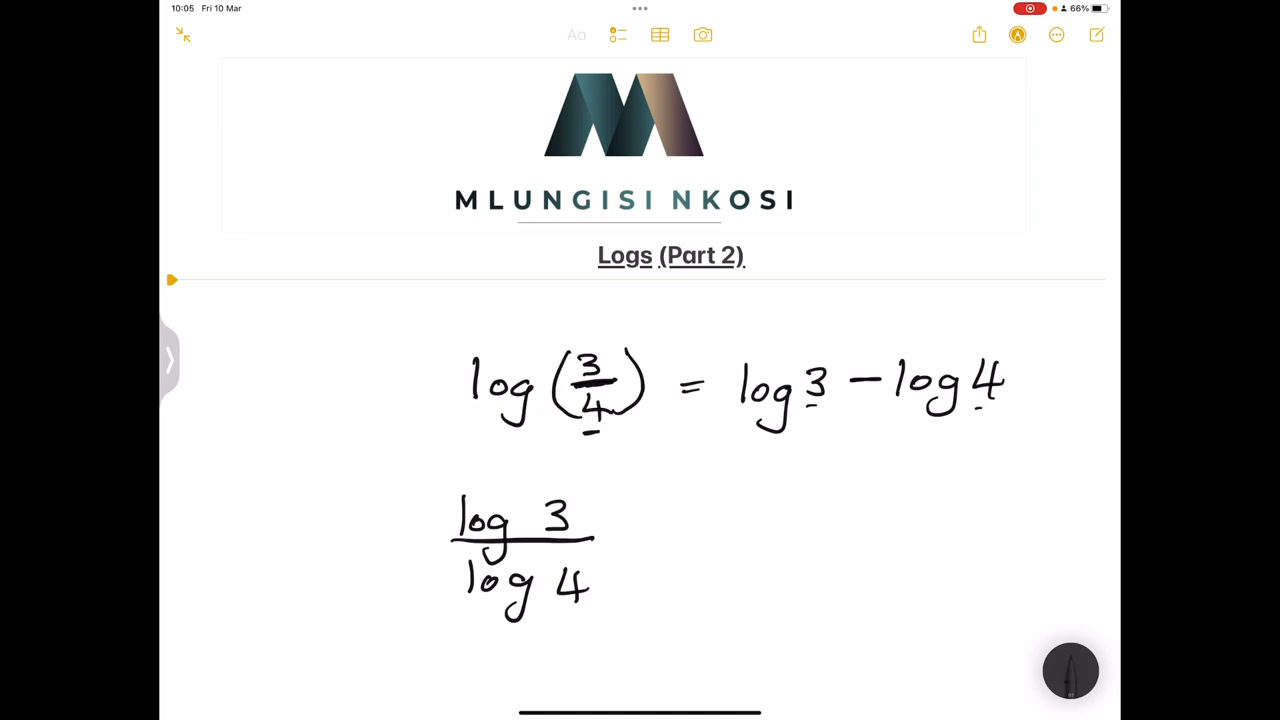 10:05 Fri 10 Mar 66%
Aa
MLUNGISI NKOSI
Logs (Part 2)
log (3/4) = log 3 - log 4
log 3
log 4